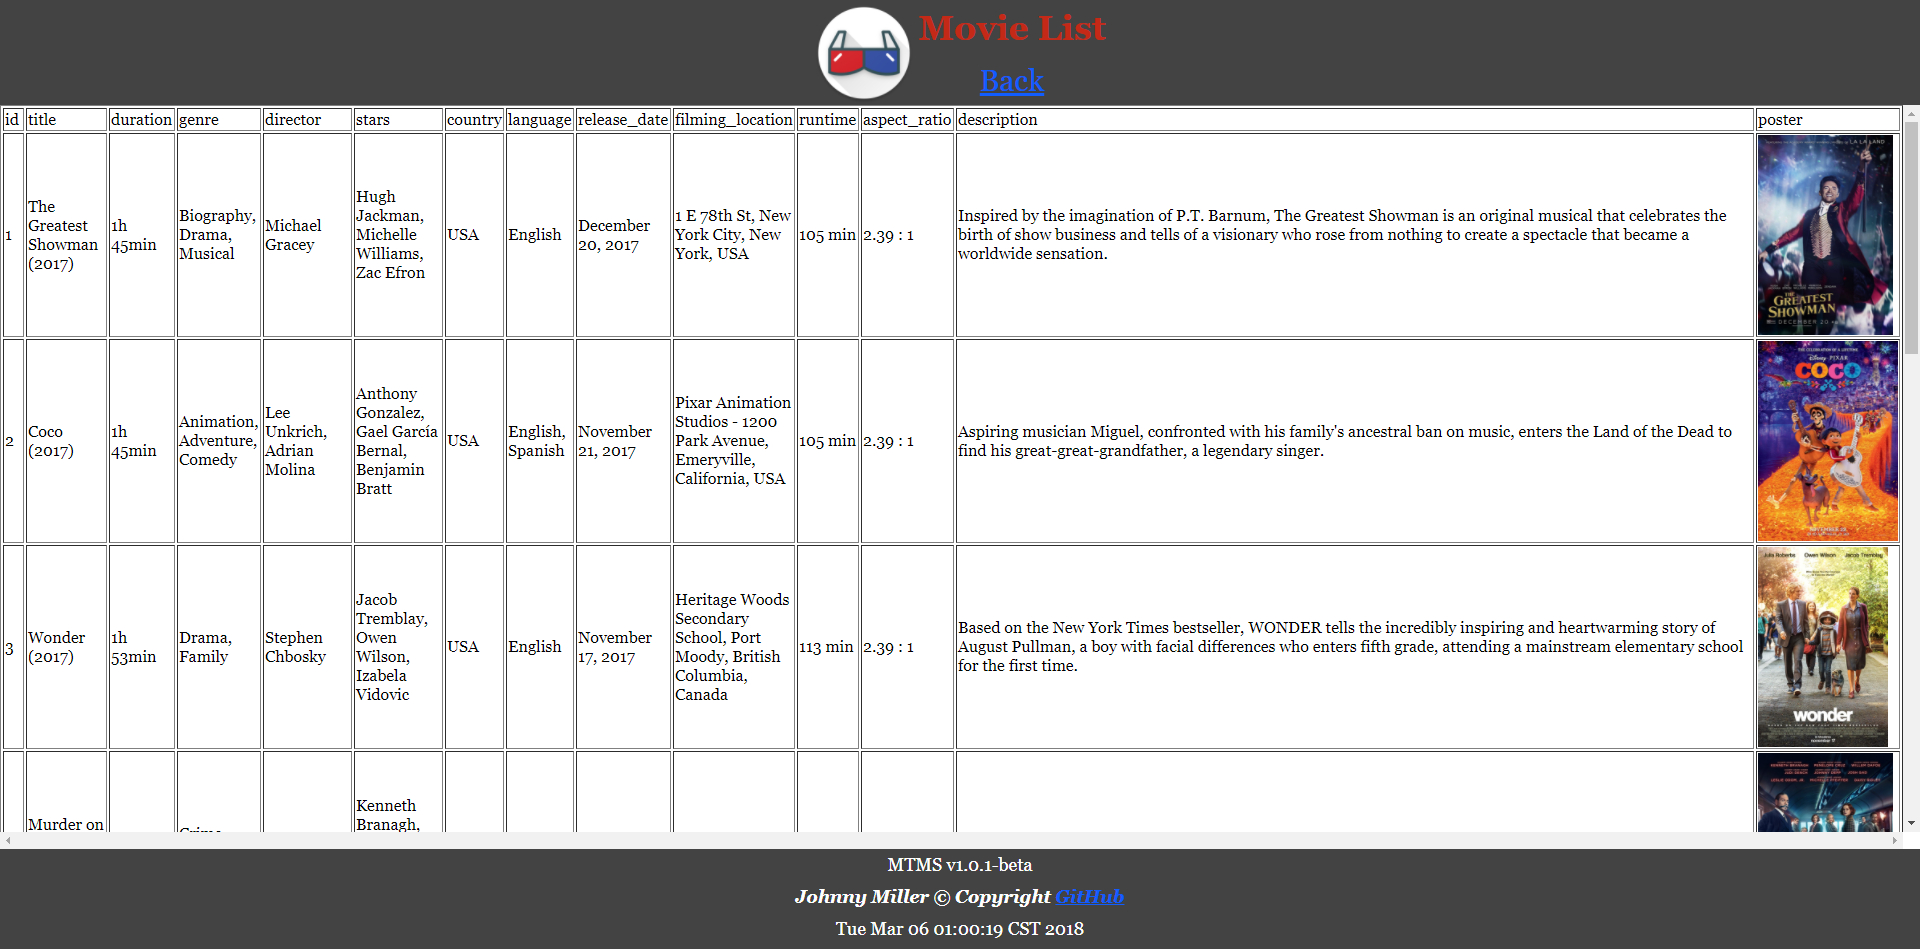 Movie List
Back
id title duration genre director stars country language release_date filming_location runtime aspect_ratio description poster
1
The
Greatest
Showman
(2017)
1h
45min
Biography,
Drama,
Musical
Michael
Gracey
Hugh
Jackman,
Michelle
Williams,
Zac Efron
USA
English
December
20, 2017
1 E 78th St, New
York City, New
York, USA
105 min
2.39 : 1
Inspired by the imagination of P.T. Barnum, The Greatest Showman is an original musical that celebrates the
birth of show business and tells of a visionary who rose from nothing to create a spectacle that became a
worldwide sensation.
LA LA LAND
THE
GREATEST
SHOWMAN
DECEMBER 20
2
Coco
(2017)
1h
45min
Animation,
Adventure,
Comedy
Lee
Unkrich,
Adrian
Molina
Anthony
Gonzalez,
Gael García
Bernal,
Benjamin
Bratt
USA
English,
Spanish
November
21, 2017
Pixar Animation
Studios - 1200
Park Avenue,
Emeryville,
California, USA
105 min
2.39 : 1
Aspiring musician Miguel, confronted with his family's ancestral ban on music, enters the Land of the Dead to
find his great-great-grandfather, a legendary singer.
Disney PIXAR
COCO
3
Wonder
(2017)
1h
53min
Drama,
Family
Stephen
Chbosky
Jacob
Tremblay,
Owen
Wilson,
Izabela
Vidovic
USA
English
November
17, 2017
Heritage Woods
Secondary
School, Port
Moody, British
Columbia,
Canada
113 min
2.39 : 1
Based on the New York Times bestseller, WONDER tells the incredibly inspiring and heartwarming story of
August Pullman, a boy with facial differences who enters fifth grade, attending a mainstream elementary school
for the first time.
Julia Roberts Owen Wilson Jacob Tremblay
wonder
Murder on
Crime
Kenneth
Branagh,
MTMS v1.0.1-beta
Johnny Miller © Copyright GitHub
Tue Mar 06 01:00:19 CST 2018